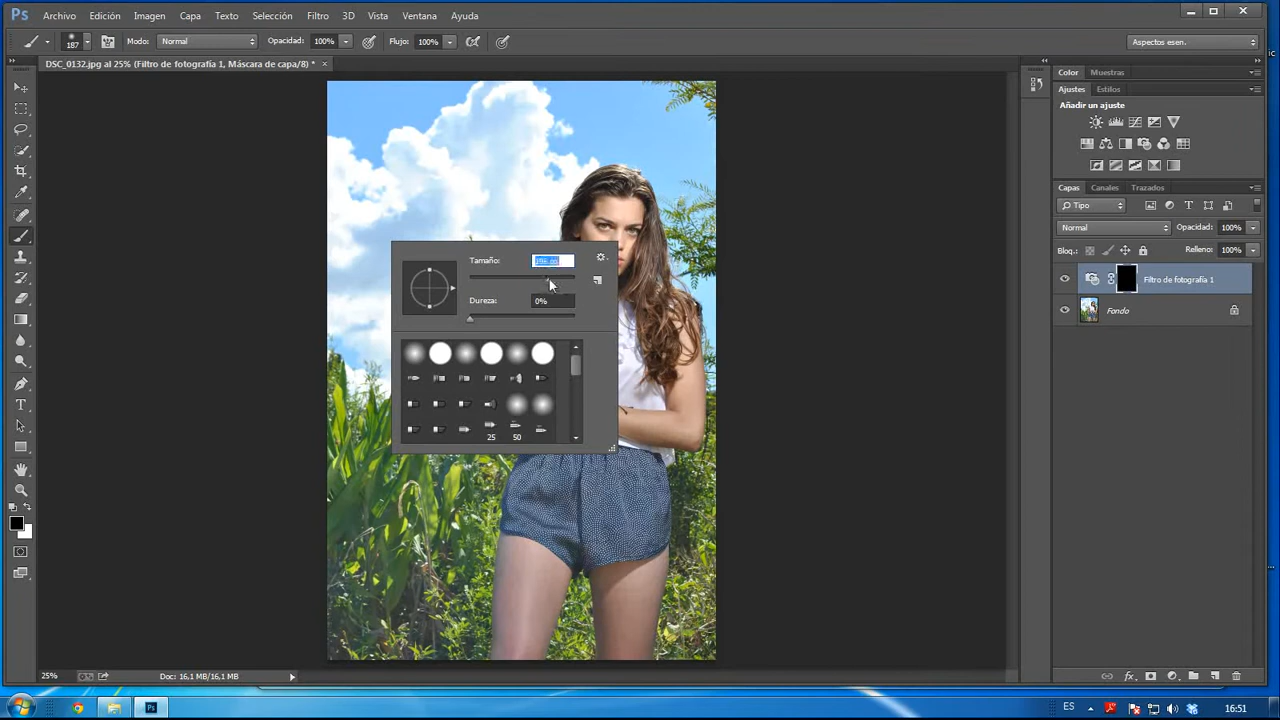 Ps Archivo Edición Imagen Capa Texto Selección Filtro 3D Vista Ventana Ayuda
187 Modo: Normal Opacidad: 100% Flujo: 100% Aspectos esen.
DSC_0132.jpg al 25% (Filtro de fotografía 1, Máscara de capa/8) * ×
Color Muestras
Ajustes Estilos
Añadir un ajuste
Capas Canales Trazados
Tipo
Normal Opacidad: 100%
Bloq.: Relleno: 100%
Filtro de fotografía 1
Fondo
Tamaño:
Dureza: 0%
25 50
25% Doc: 16,1 MB/16,1 MB
ES 16:51